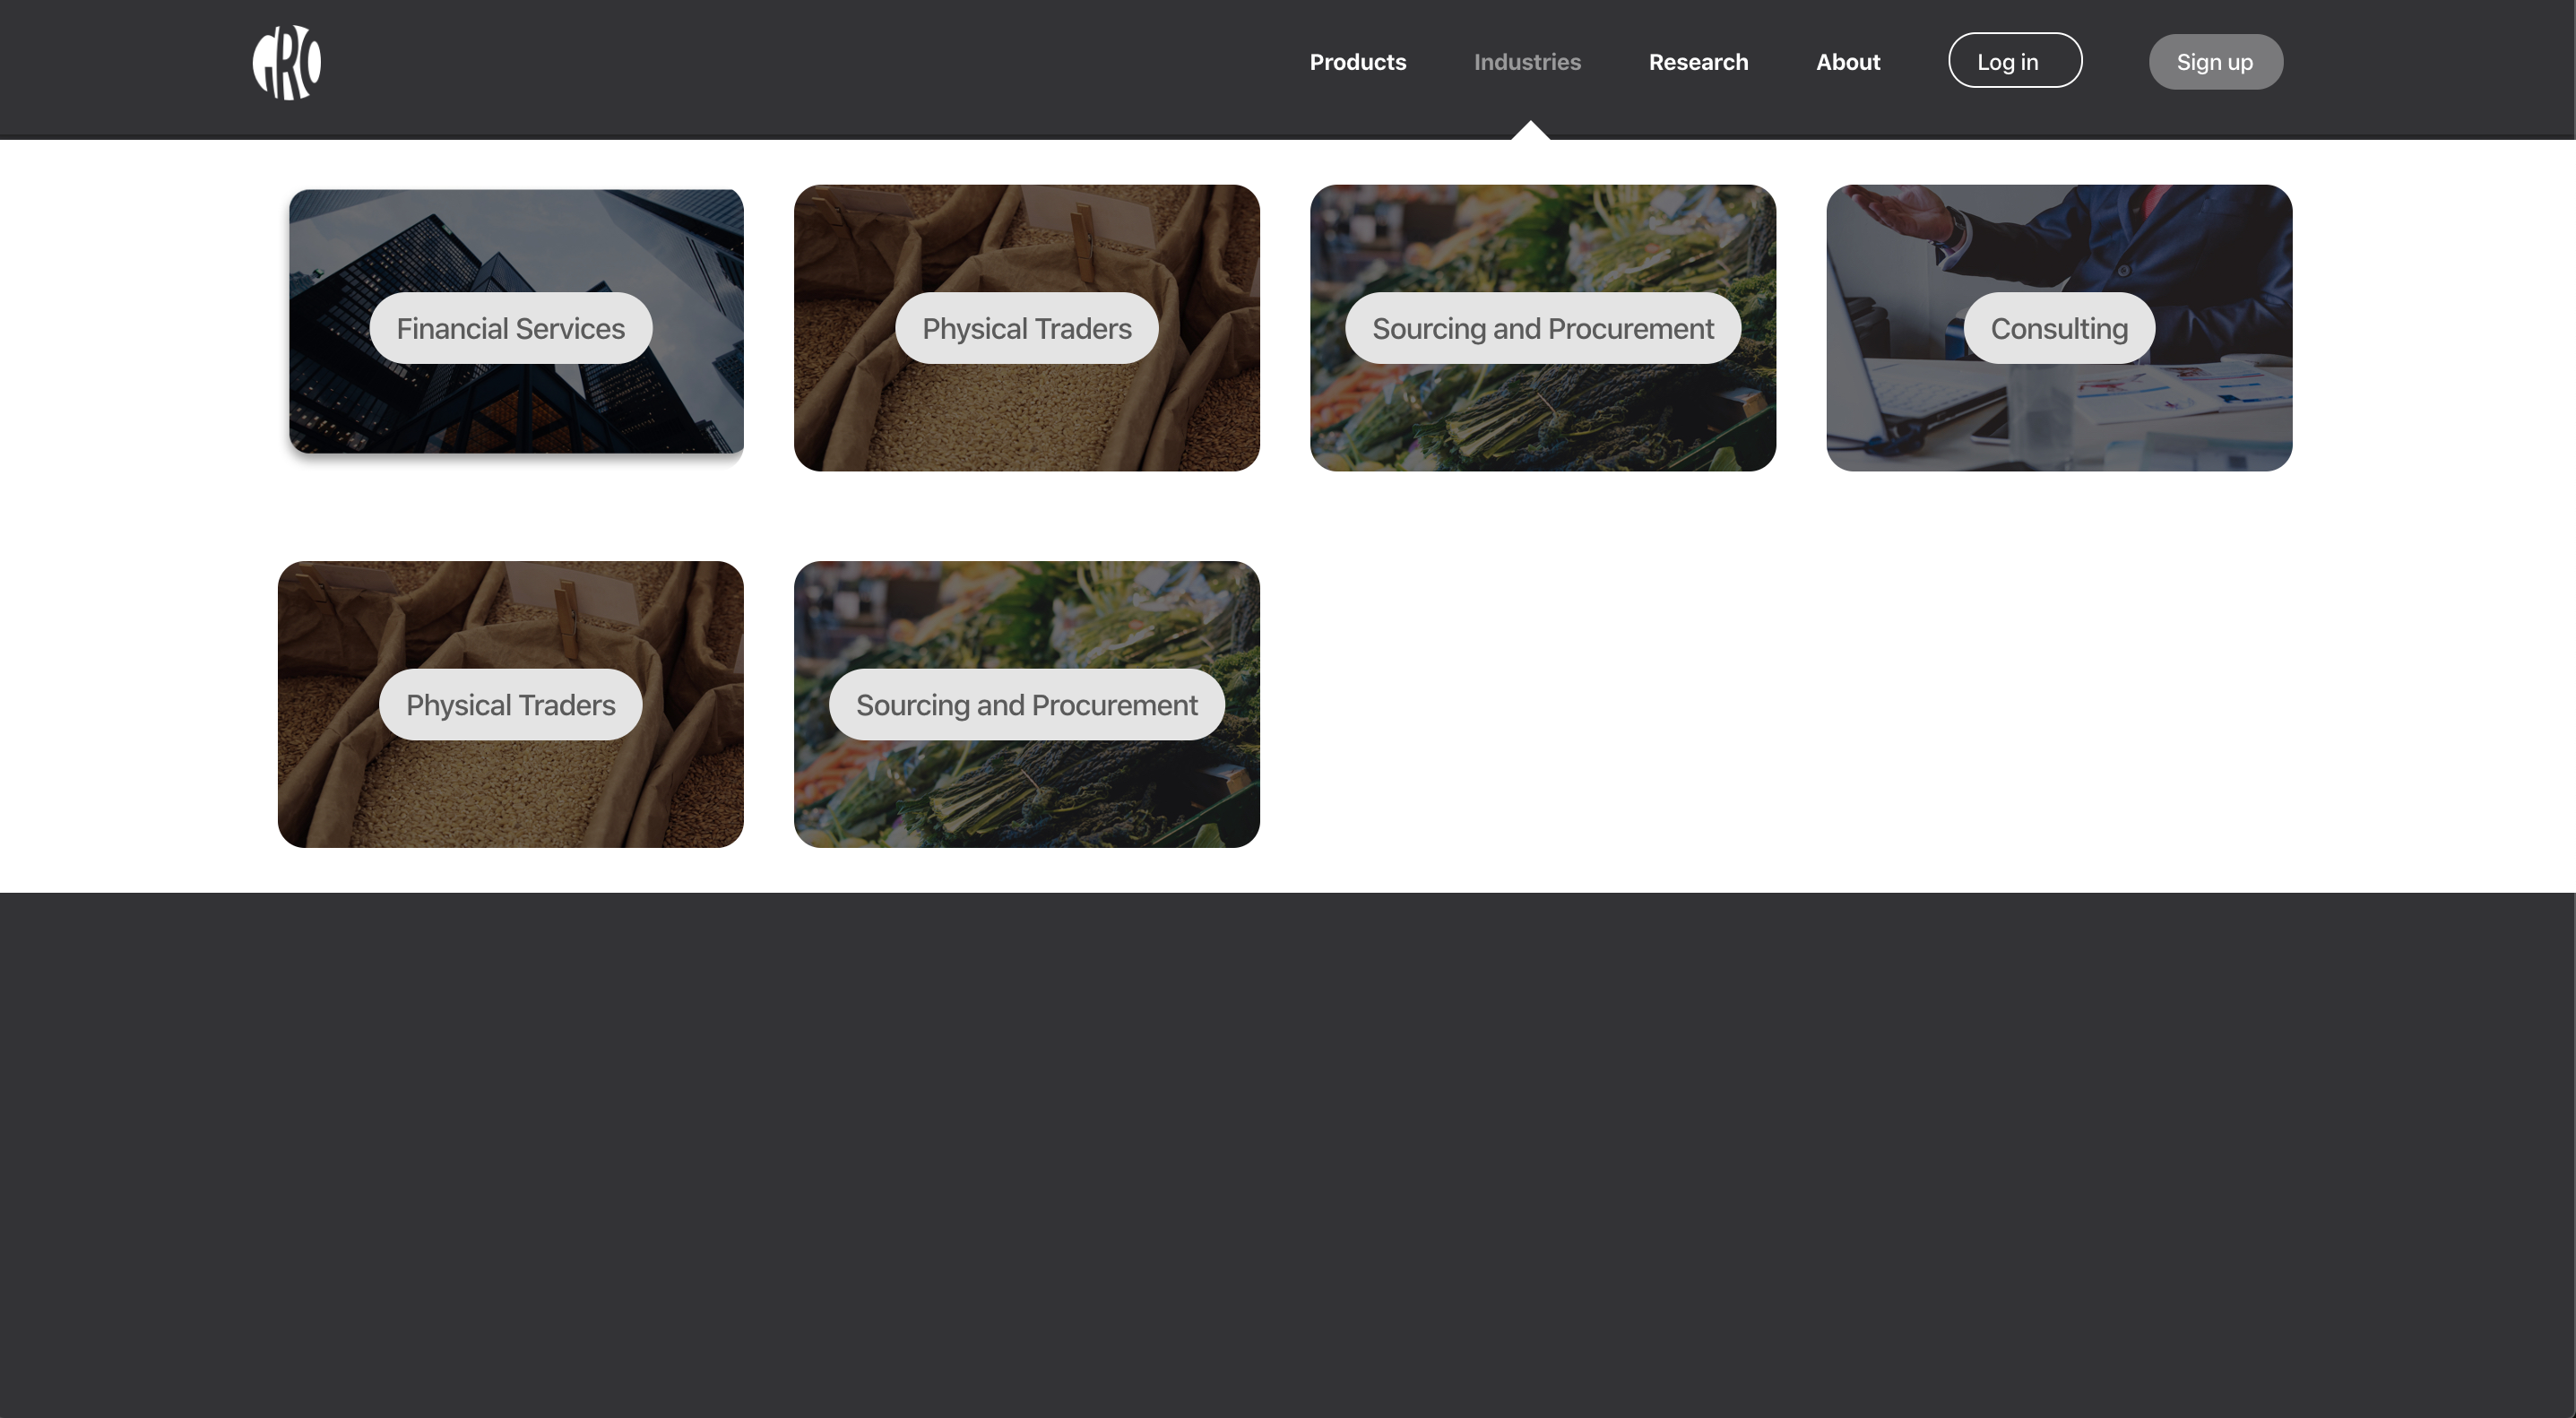 GRO
Products
Industries
Research
About
Log in
Sign up
Financial Services
Physical Traders
Sourcing and Procurement
Consulting
Physical Traders
Sourcing and Procurement